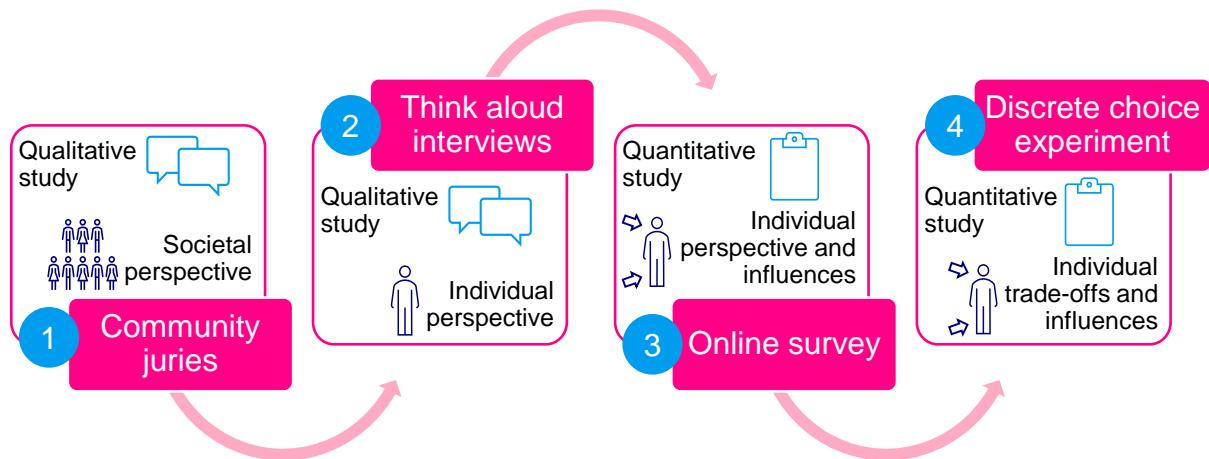 1
Qualitative
study
Societal
perspective
Community
juries
2
Think aloud
interviews
Qualitative
study
Individual
perspective
3
Quantitative
study
Individual
perspective and
influences
Online survey
4
Discrete choice
experiment
Quantitative
study
Individual
trade-offs and
influences